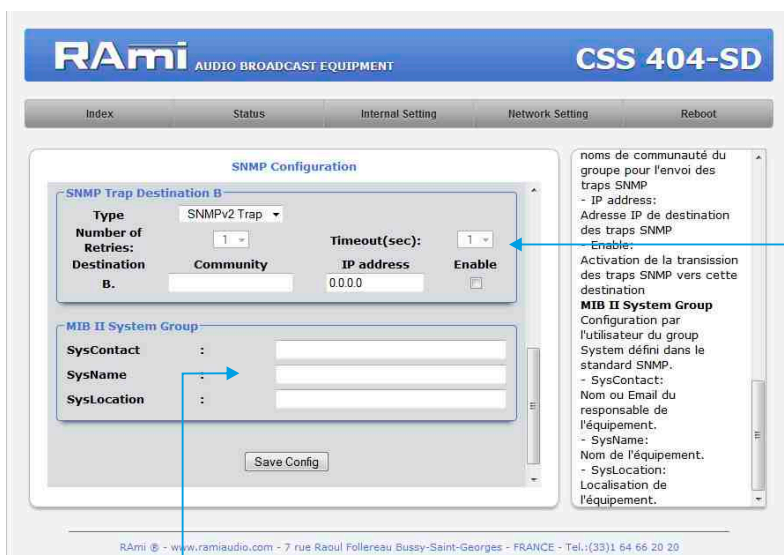 RAmi AUDIO BROADCAST EQUIPMENT
CSS 404-SD
Index Status Internal Setting Network Setting Reboot
SNMP Configuration
SNMP Trap Destination B
Type SNMPv2 Trap
Number of Retries: 1 Timeout(sec): 1
Destination Community IP address Enable
B. 0.0.0.0
MIB II System Group
SysContact :
SysName :
SysLocation :
Save Config
noms de communauté du
groupe pour l'envoi des
traps SNMP
- IP address:
Adresse IP de destination
des traps SNMP
- Enable:
Activation de la transission
des traps SNMP vers cette
destination
MIB II System Group
Configuration par
l'utilisateur du group
System défini dans le
standard SNMP.
- SysContact:
Nom ou Email du
responsable de
l'équipement.
- SysName:
Nom de l'équipement.
- SysLocation:
Localisation de
l'équipement.
RAmi ® - www.ramiaudio.com - 7 rue Raoul Follereau Bussy-Saint-Georges - FRANCE - Tel.:(33)1 64 66 20 20